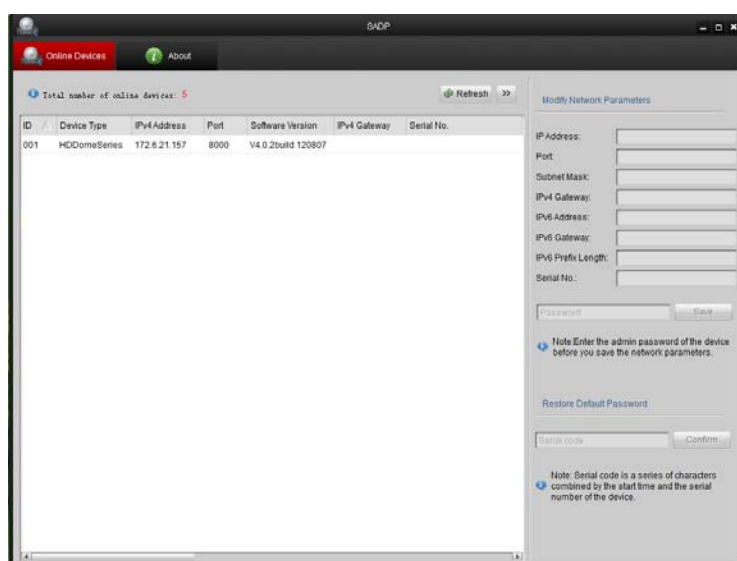 SADP
Online Devices
About
Total number of online devices: 5
Refresh
ID Device Type IPv4 Address Port Software Version IPv4 Gateway Serial No.
001 HDDomeSeries 172.6.21.157 8000 V4.0.2build 120807
Modify Network Parameters
IP Address:
Port:
Subnet Mask:
IPv4 Gateway:
IPv6 Address:
IPv6 Gateway:
IPv6 Prefix Length:
Serial No.:
Password Save
Note:Enter the admin password of the device
before you save the network parameters.
Restore Default Password
Serial code Confirm
Note: Serial code is a series of characters
combined by the start time and the serial
number of the device.